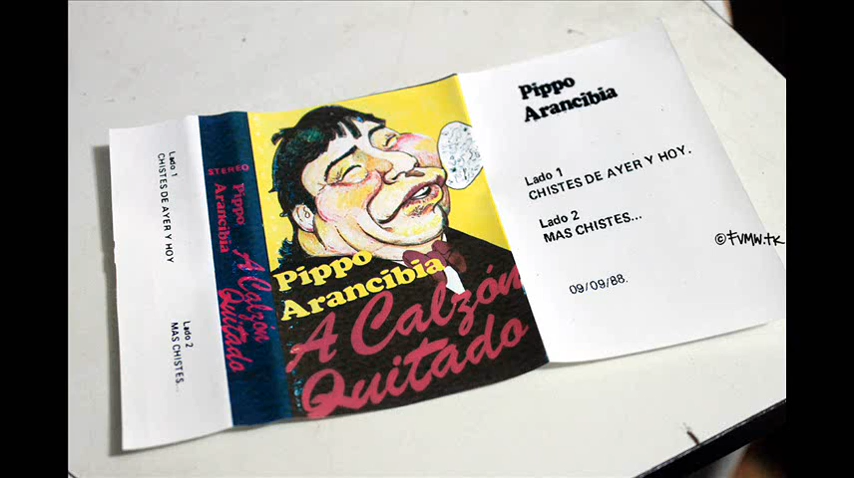 Lado 1
CHISTES DE AYER Y HOY
Lado 2
MAS CHISTES...
STEREO
Pippo
Arancibia
A Calzón
Quitado
Pippo
Arancibia
A Calzón
Quitado
Pippo
Arancibia
Lado 1
CHISTES DE AYER Y HOY.
Lado 2
MAS CHISTES...
09/09/88.
©fvmw.tk